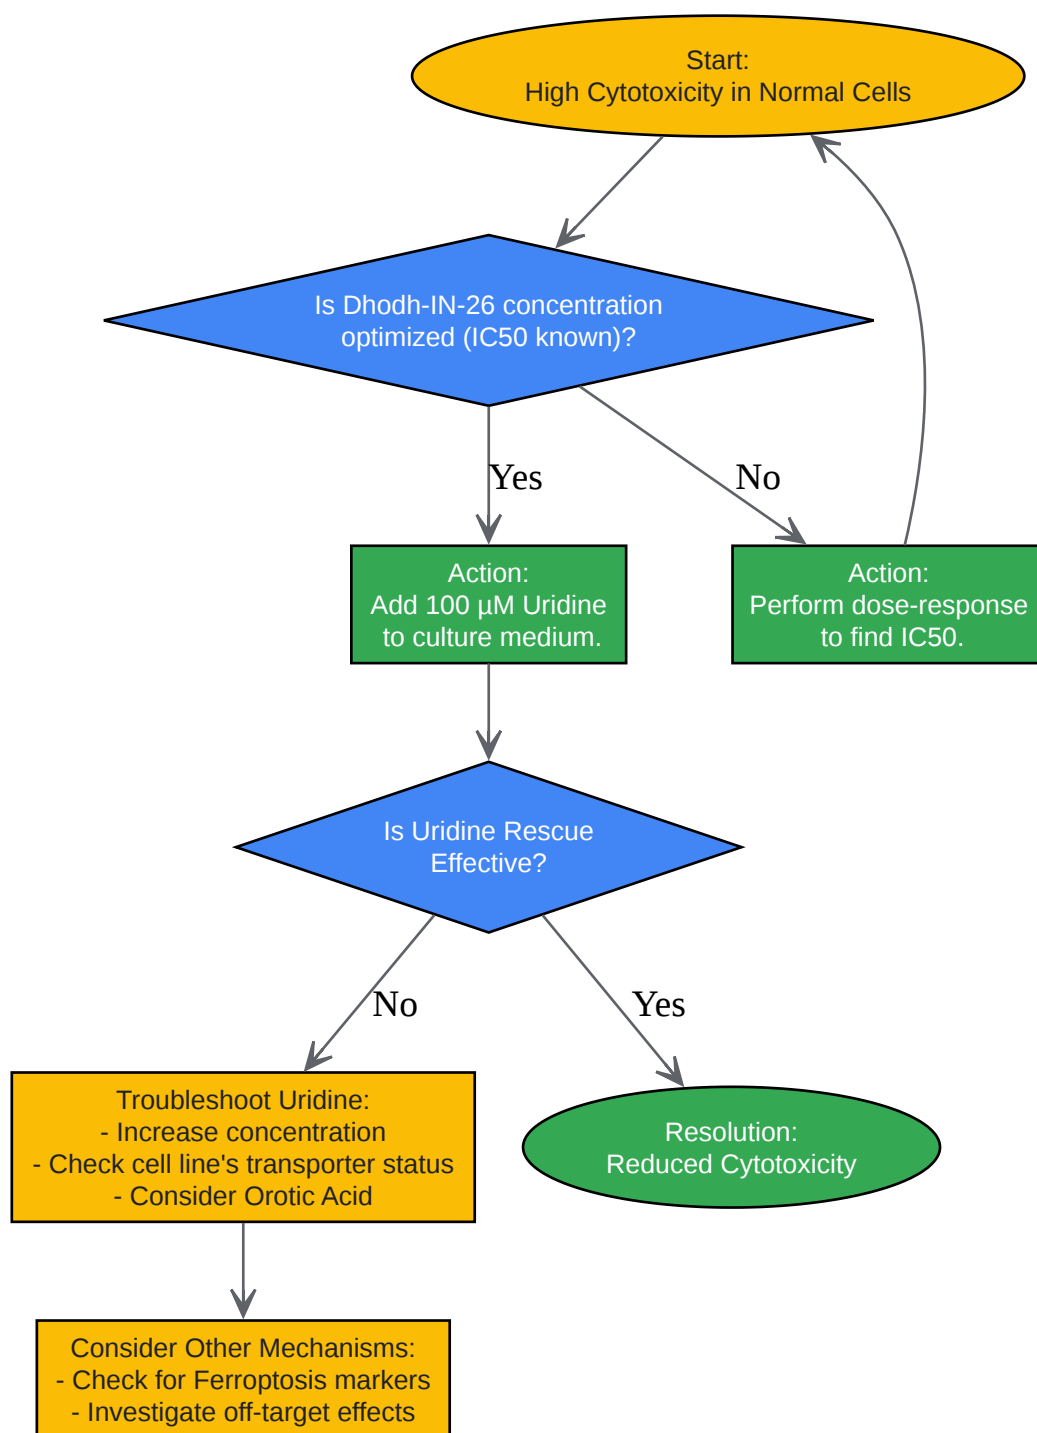 Start:
High Cytotoxicity in Normal Cells
Is Dhodh-IN-26 concentration
optimized (IC50 known)?
Yes
No
Action:
Add 100 µM Uridine
to culture medium.
Action:
Perform dose-response
to find IC50.
Is Uridine Rescue
Effective?
No
Yes
Troubleshoot Uridine:
- Increase concentration
- Check cell line's transporter status
- Consider Orotic Acid
Resolution:
Reduced Cytotoxicity
Consider Other Mechanisms:
- Check for Ferroptosis markers
- Investigate off-target effects